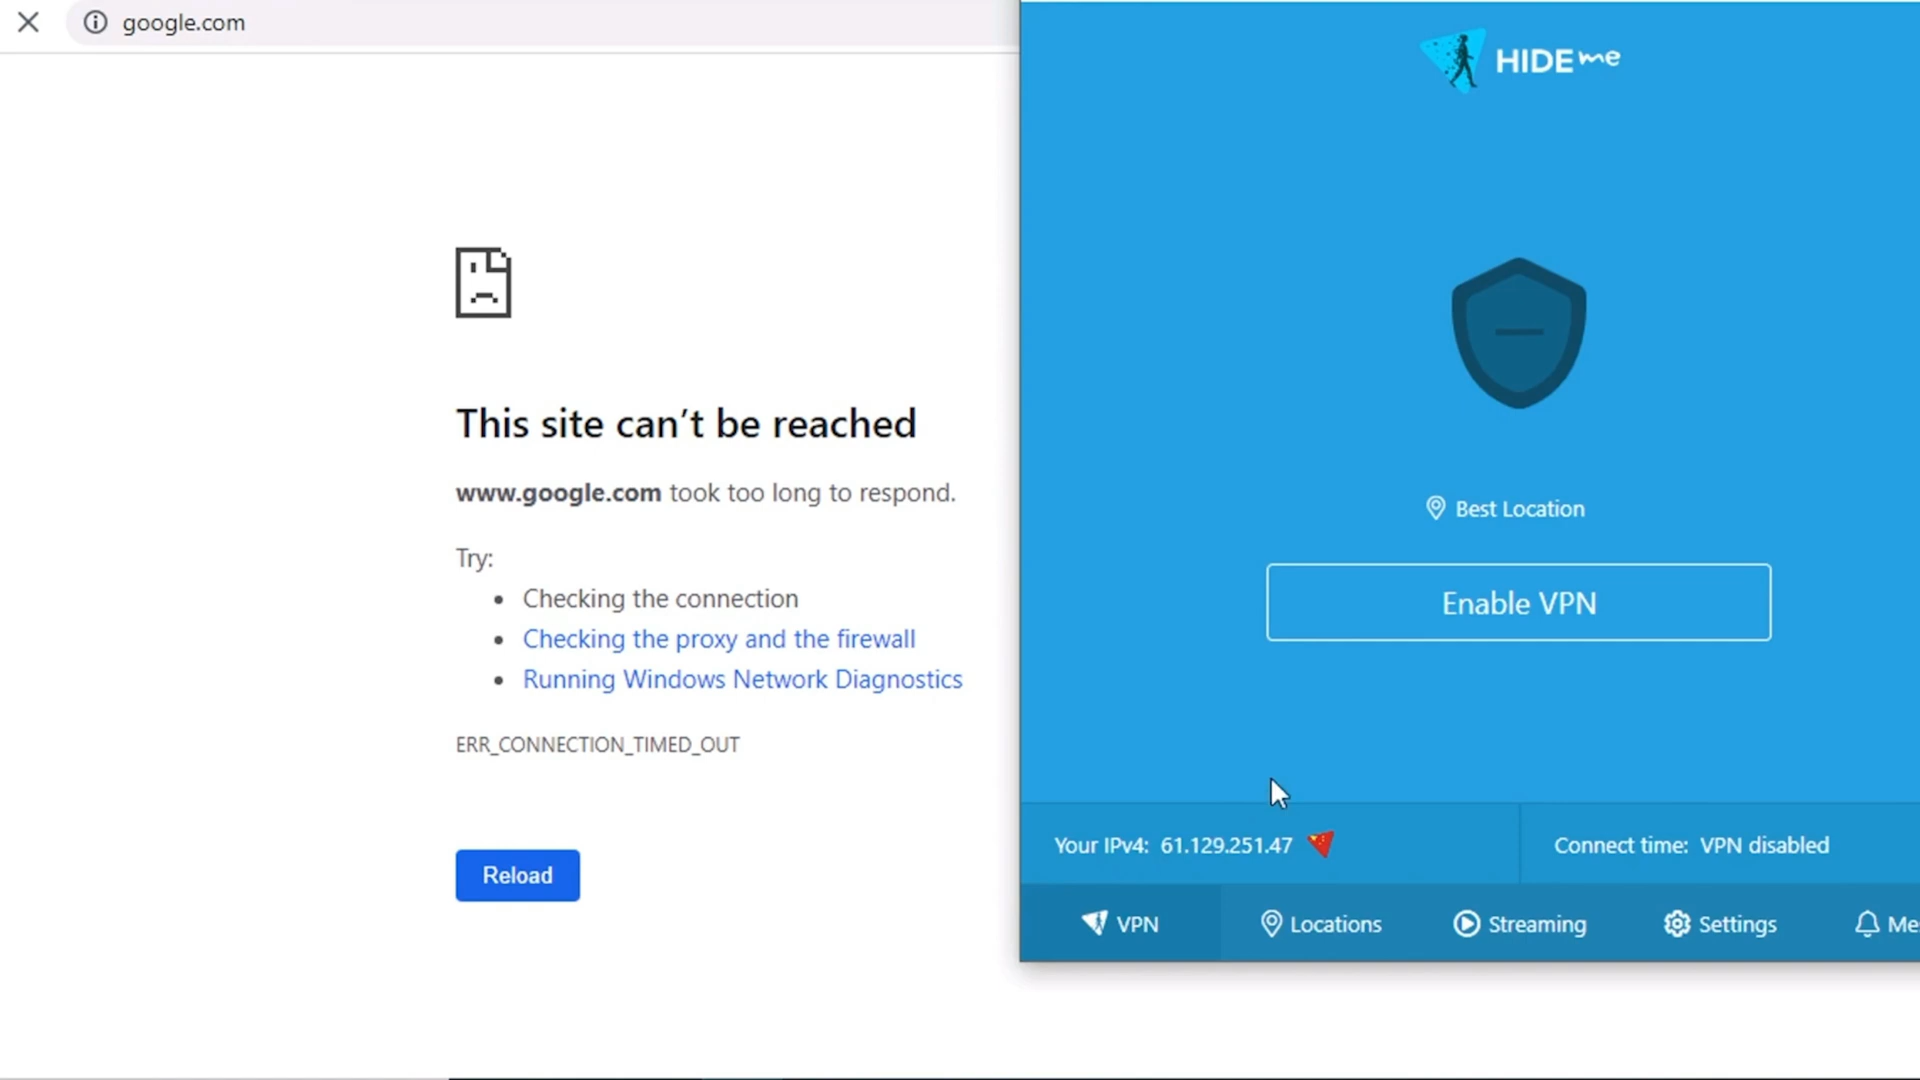 google.com
This site can’t be reached
www.google.com took too long to respond.
Try:
Checking the connection
Checking the proxy and the firewall
Running Windows Network Diagnostics
ERR_CONNECTION_TIMED_OUT
Reload
HIDE me
Best Location
Enable VPN
Your IPv4: 61.129.251.47
Connect time: VPN disabled
VPN Locations Streaming Settings